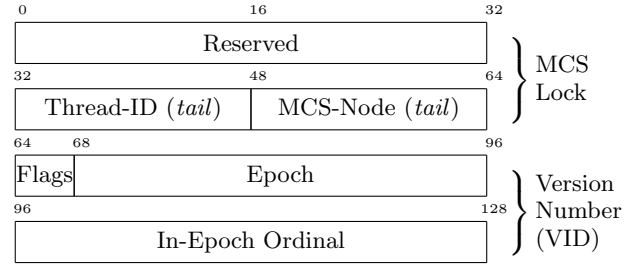 0 16 32
Reserved
32 48 64
Thread-ID (tail) MCS-Node (tail)
MCS
Lock
64 68 96
Flags Epoch
96 128
In-Epoch Ordinal
Version
Number
(VID)